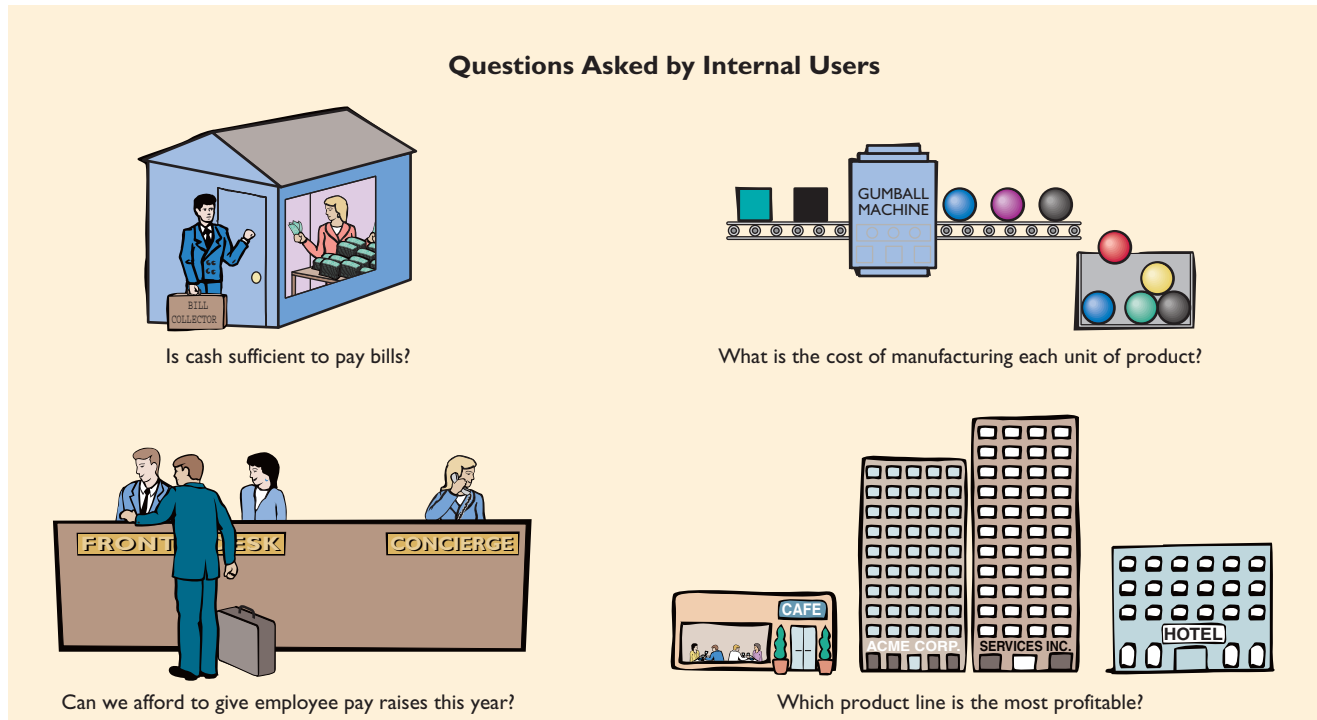 Questions Asked by Internal Users
BILL
COLLECTOR
Is cash sufficient to pay bills?
GUMBALL
MACHINE
What is the cost of manufacturing each unit of product?
FRONT DESK
CONCIERGE
Can we afford to give employee pay raises this year?
CAFE
ACME CORP.
SERVICES INC.
HOTEL
Which product line is the most profitable?